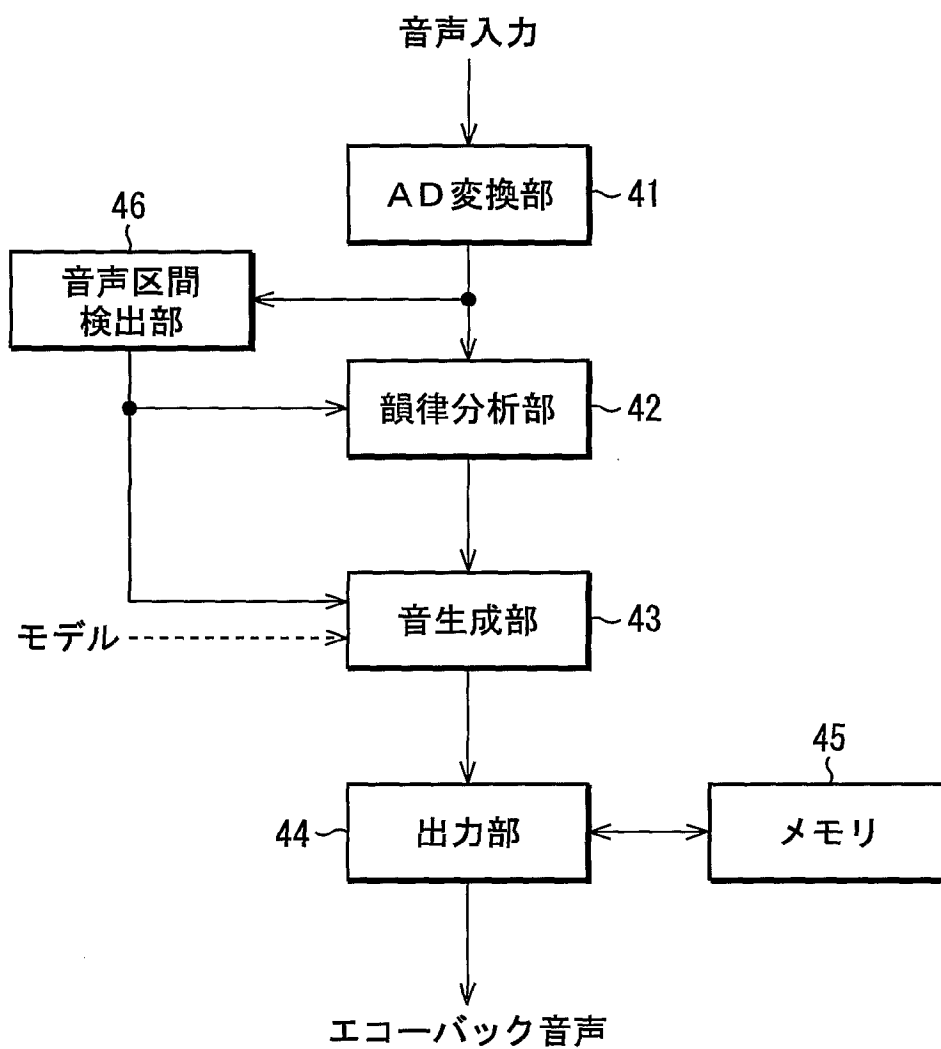 音声入力
AD変換部
41
46
音声区間
検出部
韻律分析部
42
音生成部
43
モデル
45
44
出力部
メモリ
エコーバック音声